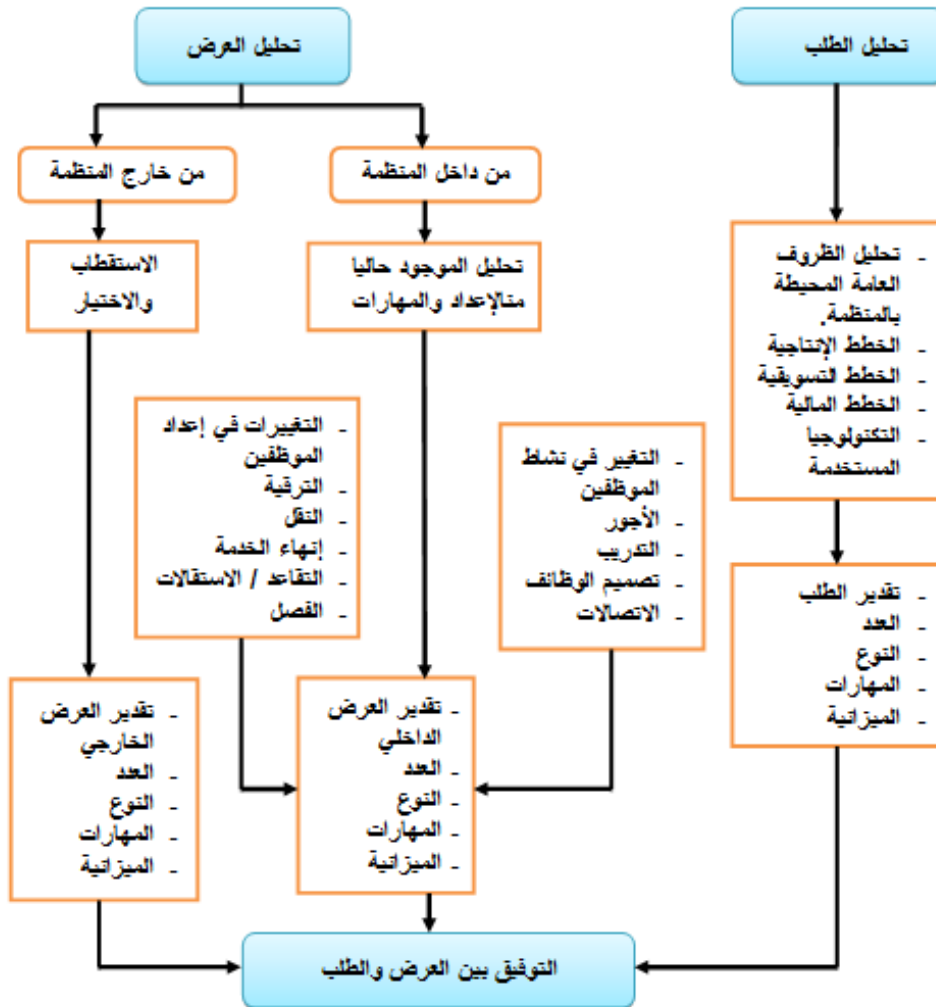 تحليل الطلب
تحليل العرض
من داخل المنظمة
من خارج المنظمة
- تحليل الظروف
العامة المحيطة
بالمنظمة.
- الخطط الإنتاجية
- الخطط التسويقية
- الخطط المالية
- التكنولوجيا
المستخدمة
تحليل الموجود حاليا
منالإعداد والمهارات
الاستقطاب
والاختيار
- التغيير في نشاط
الموظفين
- الأجور
- التدريب
- تصميم الوظائف
- الاتصالات
- التغييرات في إعداد
الموظفين
- الترقية
- النقل
- إنهاء الخدمة
- التقاعد / الاستقالات
- الفصل
- تقدير الطلب
- العدد
- النوع
- المهارات
- الميزانية
- تقدير العرض
الداخلي
- العدد
- النوع
- المهارات
- الميزانية
- تقدير العرض
الخارجي
- العدد
- النوع
- المهارات
- الميزانية
التوفيق بين العرض والطلب